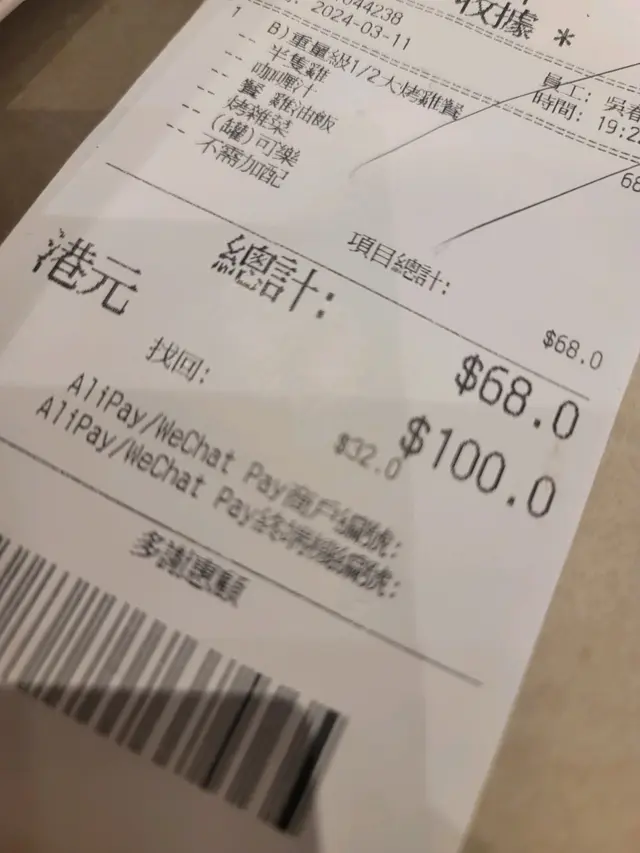 收據 *
044238
員工: 吳春
2024-03-11
時間: 19:2
1 B)重量級1/2大烤雞餐
68
-- 半隻雞
-- 咖喱汁
-- 餐 雞油飯
-- 烤雜菜
-- (罐)可樂
-- 不需加配
項目總計: $68.0
總計: $68.0
港元 $100.0
找回: $32.0
AliPay/WeChat Pay商戶編號:
AliPay/WeChat Pay終端機編號:
多謝惠顧